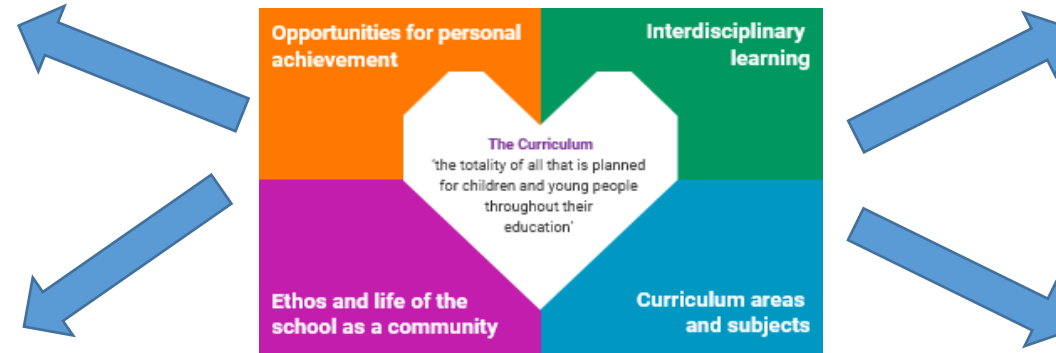 Opportunities for personal
achievement
Interdisciplinary
learning
The Curriculum
'the totality of all that is planned
for children and young people
throughout their
education'
Ethos and life of the
school as a community
Curriculum areas
and subjects